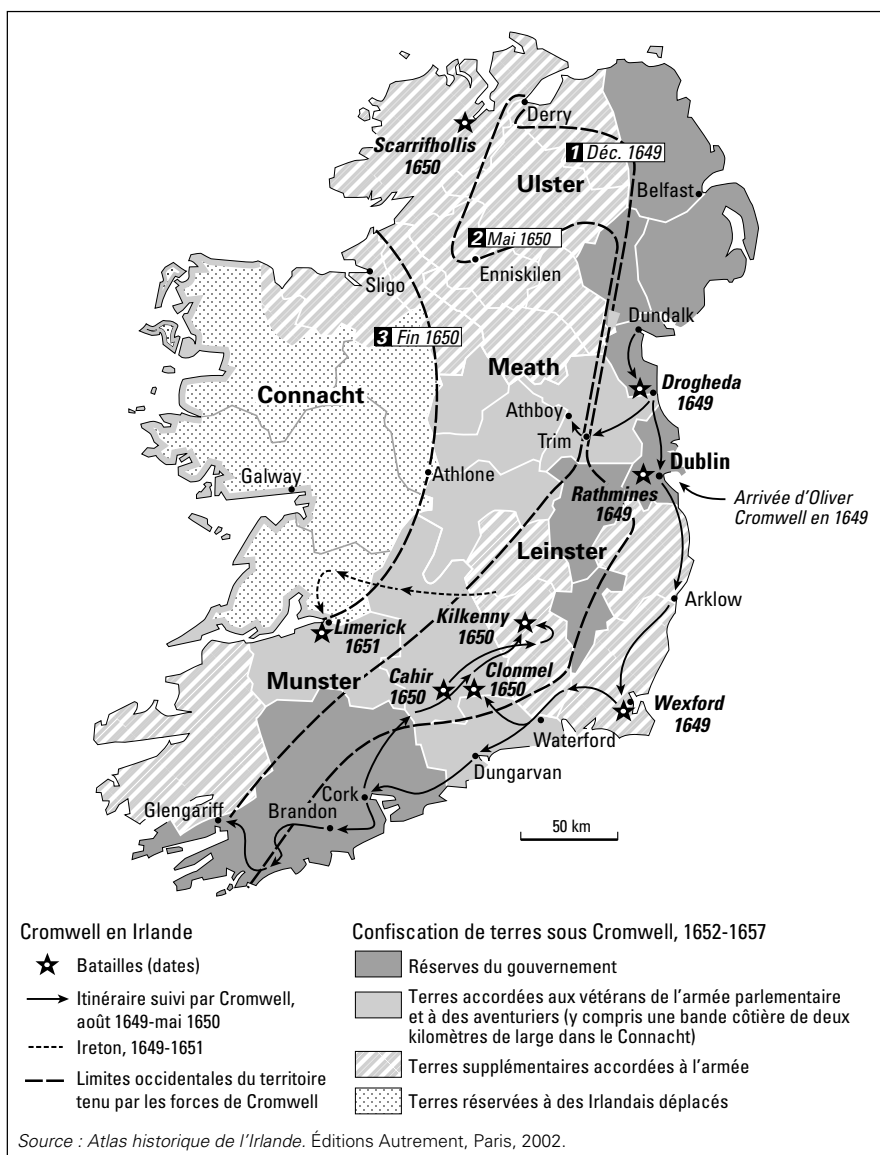 Derry
Scarrifhollis
1650
1 Déc. 1649
Ulster
Belfast
2 Mai 1650
Enniskilen
Sligo
Dundalk
3 Fin 1650
Meath
Connacht
Drogheda
1649
Athboy
Trim
Dublin
Athlone
Galway
Rathmines
1649
Arrivée d'Oliver
Cromwell en 1649
Leinster
Arklow
Kilkenny
1650
Limerick
1651
Cahir
1650
Clonmel
1650
Munster
Wexford
1649
Waterford
Dungarvan
Cork
Glengariff
Brandon
50 km
Cromwell en Irlande
Batailles (dates)
Itinéraire suivi par Cromwell,
août 1649-mai 1650
Ireton, 1649-1651
Limites occidentales du territoire
tenu par les forces de Cromwell
Confiscation de terres sous Cromwell, 1652-1657
Réserves du gouvernement
Terres accordées aux vétérans de l'armée parlementaire
et à des aventuriers (y compris une bande côtière de deux
kilomètres de large dans le Connacht)
Terres supplémentaires accordées à l'armée
Terres réservées à des Irlandais déplacés
Source : Atlas historique de l'Irlande. Éditions Autrement, Paris, 2002.